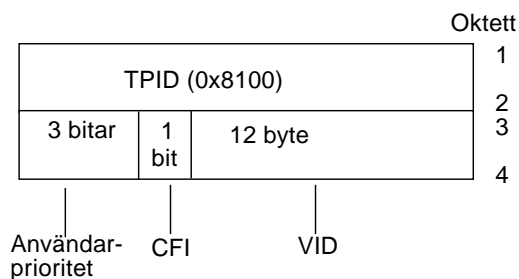 Oktett
1
TPID (0x8100)
2
3 bitar
1
bit
12 byte
3
4
Användar-
prioritet
CFI
VID